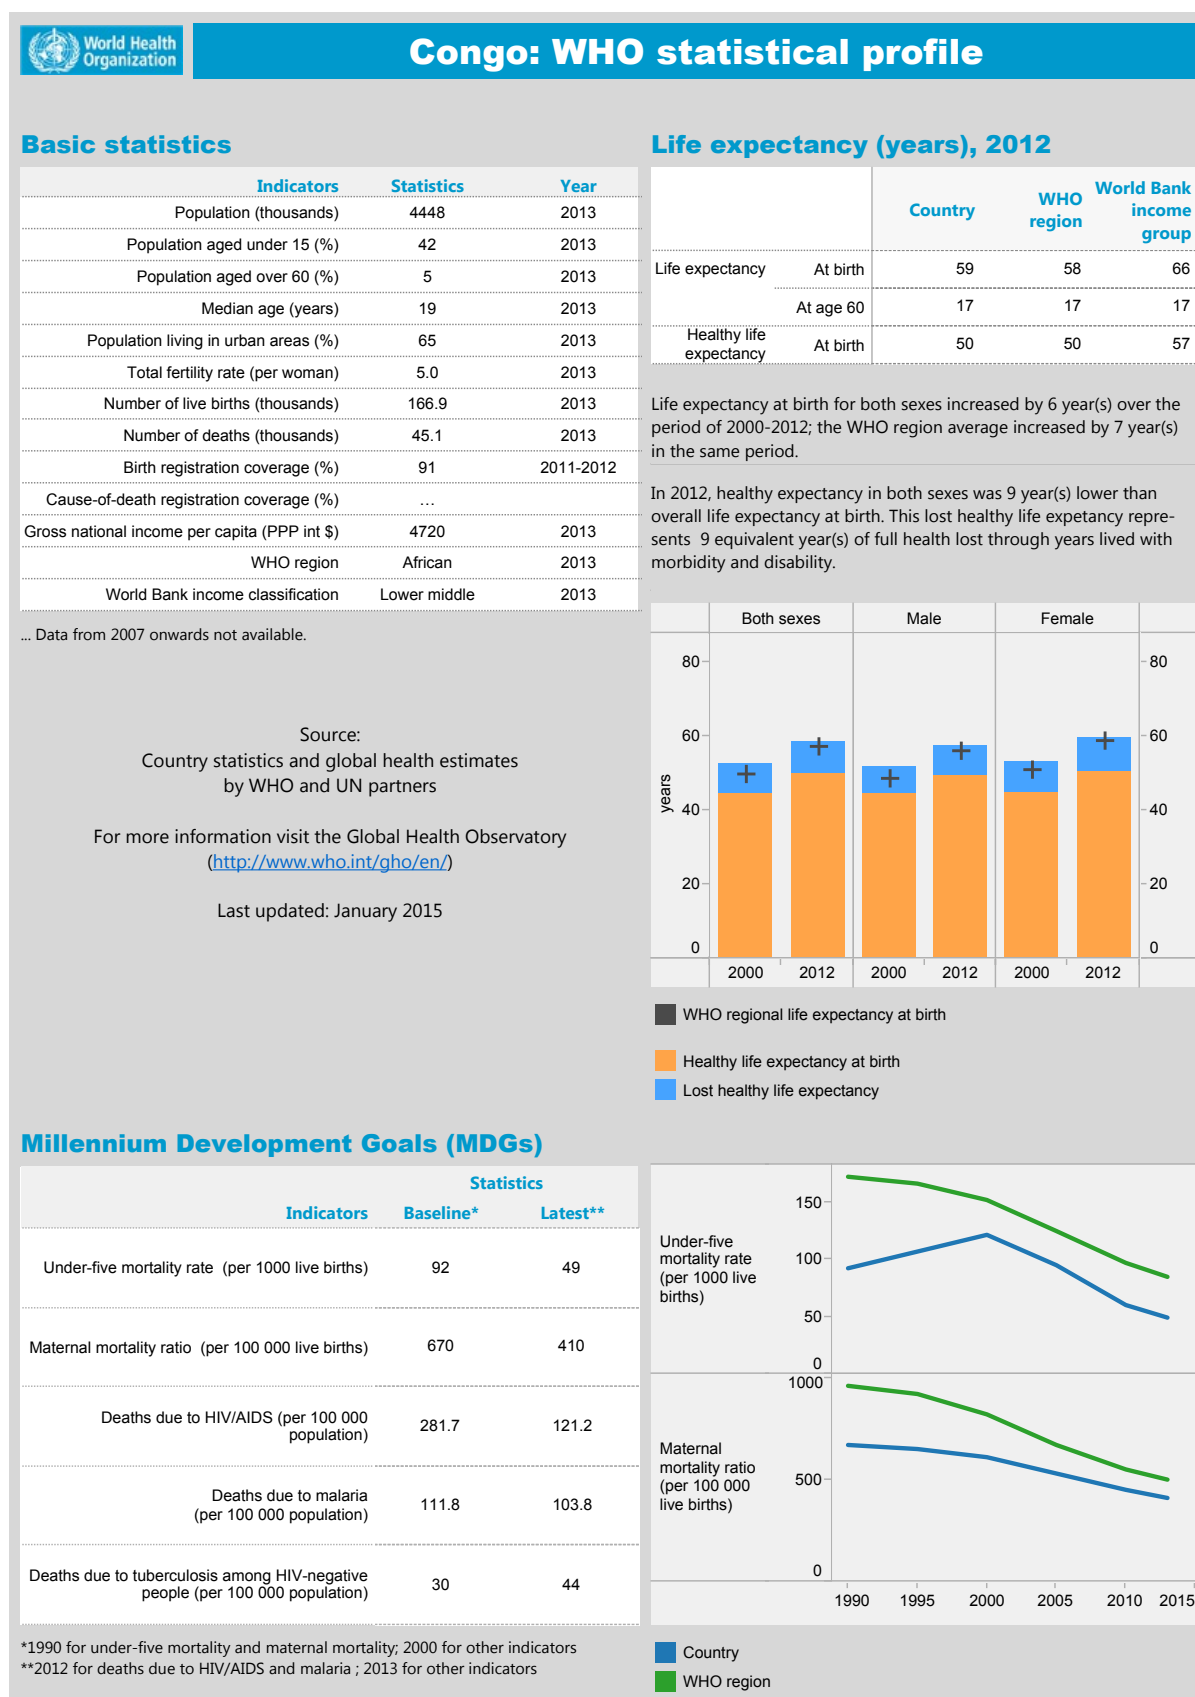 World Health
Organization
Congo: WHO statistical profile
Basic statistics
Indicators Statistics Year
Population (thousands) 4448 2013
Population aged under 15 (%) 42 2013
Population aged over 60 (%) 5 2013
Median age (years) 19 2013
Population living in urban areas (%) 65 2013
Total fertility rate (per woman) 5.0 2013
Number of live births (thousands) 166.9 2013
Number of deaths (thousands) 45.1 2013
Birth registration coverage (%) 91 2011-2012
Cause-of-death registration coverage (%) ...
Gross national income per capita (PPP int $) 4720 2013
WHO region African 2013
World Bank income classification Lower middle 2013
... Data from 2007 onwards not available.
Source:
Country statistics and global health estimates
by WHO and UN partners
For more information visit the Global Health Observatory
(http://www.who.int/gho/en/)
Last updated: January 2015
Life expectancy (years), 2012
Country
WHO
region
World Bank
income
group
Life expectancy At birth 59 58 66
At age 60 17 17 17
Healthy life
expectancy At birth 50 50 57
Life expectancy at birth for both sexes increased by 6 year(s) over the
period of 2000-2012; the WHO region average increased by 7 year(s)
in the same period.
In 2012, healthy expectancy in both sexes was 9 year(s) lower than
overall life expectancy at birth. This lost healthy life expetancy repre-
sents 9 equivalent year(s) of full health lost through years lived with
morbidity and disability.
Both sexes Male Female
80 80
60 60
years
40 40
20 20
0 0
2000 2012 2000 2012 2000 2012
WHO regional life expectancy at birth
Healthy life expectancy at birth
Lost healthy life expectancy
Millennium Development Goals (MDGs)
Statistics
Indicators Baseline* Latest**
Under-five mortality rate (per 1000 live births) 92 49
Maternal mortality ratio (per 100 000 live births) 670 410
Deaths due to HIV/AIDS (per 100 000
population) 281.7 121.2
Deaths due to malaria
(per 100 000 population) 111.8 103.8
Deaths due to tuberculosis among HIV-negative
people (per 100 000 population) 30 44
*1990 for under-five mortality and maternal mortality; 2000 for other indicators
**2012 for deaths due to HIV/AIDS and malaria ; 2013 for other indicators
Under-five
mortality rate
(per 1000 live
births)
150
100
50
0
Maternal
mortality ratio
(per 100 000
live births)
1000
500
0
1990 1995 2000 2005 2010 2015
Country
WHO region